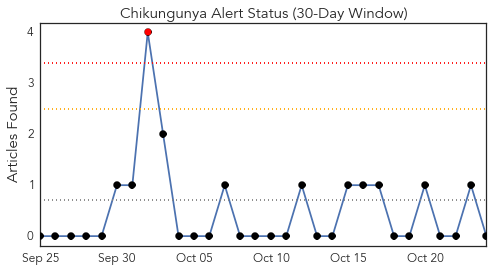 Chikungunya Alert Status (30-Day Window)
Articles Found
4
3
2
1
0
Sep 25
Sep 30
Oct 05
Oct 10
Oct 15
Oct 20